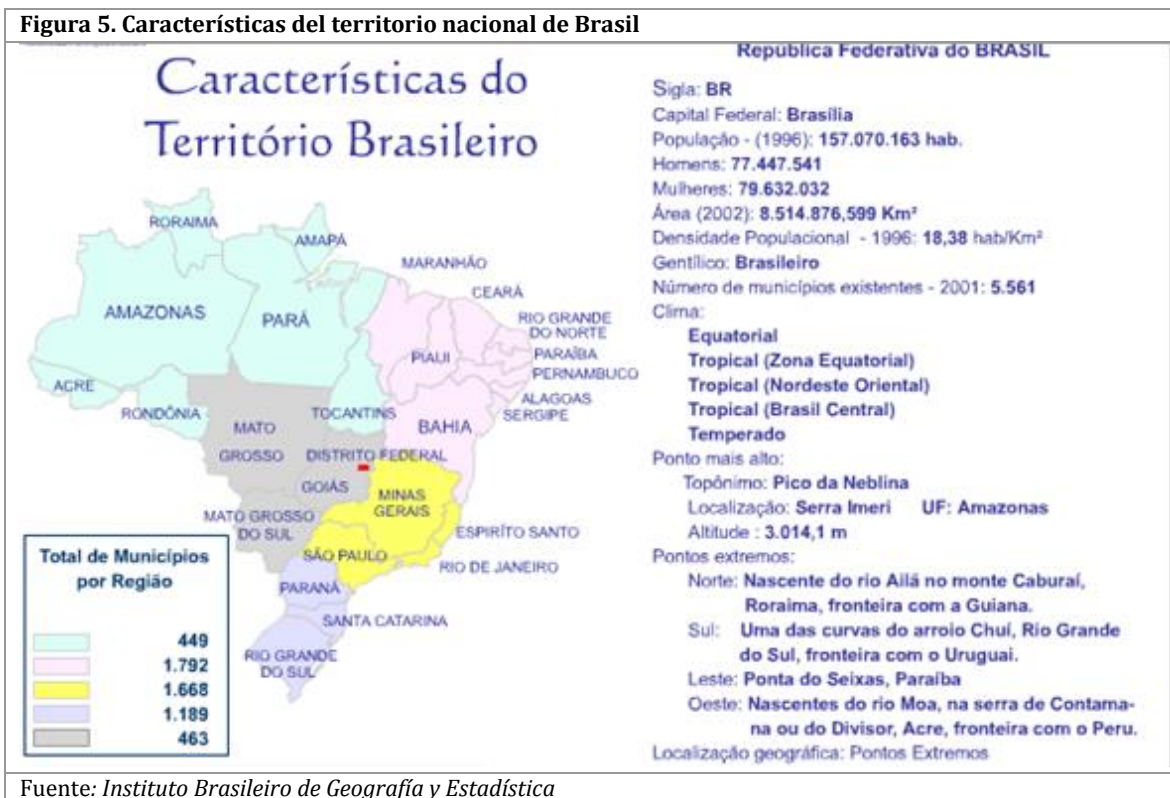 Figura 5. Características del territorio nacional de Brasil
Características do
Território Brasileiro
RORAIMA
AMAPÁ
MARANHÃO
CEARÁ
AMAZONAS
PARÁ
RIO GRANDE
DO NORTE
PIAUI
PARAÍBA
PERNAMBUCO
ACRE
ALAGOAS
RONDÔNIA
TOCANTINS
SERGIPE
MATO
GROSSO
BAHIA
DISTRITO FEDERAL
GOIÁS
MINAS
GERAIS
MATO GROSSO
DO SUL
ESPIRÍTO SANTO
SÃO PAULO
RIO DE JANEIRO
PARANÁ
SANTA CATARINA
RIO GRANDE
DO SUL
Total de Municípios
por Região
449
1.792
1.668
1.189
463
República Federativa do BRASIL
Sigla: BR
Capital Federal: Brasília
População - (1996): 157.070.163 hab.
Homens: 77.447.541
Mulheres: 79.632.032
Área (2002): 8.514.876,599 Km²
Densidade Populacional - 1996: 18,38 hab/Km²
Gentílico: Brasileiro
Número de municípios existentes - 2001: 5.561
Clima:
Equatorial
Tropical (Zona Equatorial)
Tropical (Nordeste Oriental)
Tropical (Brasil Central)
Temperado
Ponto mais alto:
Topônimo: Pico da Neblina
Localização: Serra Imeri UF: Amazonas
Altitude : 3.014,1 m
Pontos extremos:
Norte: Nascente do rio Ailã no monte Caburaí,
Roraima, fronteira com a Guiana.
Sul: Uma das curvas do arroio Chuí, Rio Grande
do Sul, fronteira com o Uruguai.
Leste: Ponta do Seixas, Paraíba
Oeste: Nascentes do rio Moa, na serra de Contama-
na ou do Divisor, Acre, fronteira com o Peru.
Localização geográfica: Pontos Extremos
Fuente: Instituto Brasileiro de Geografía y Estadística